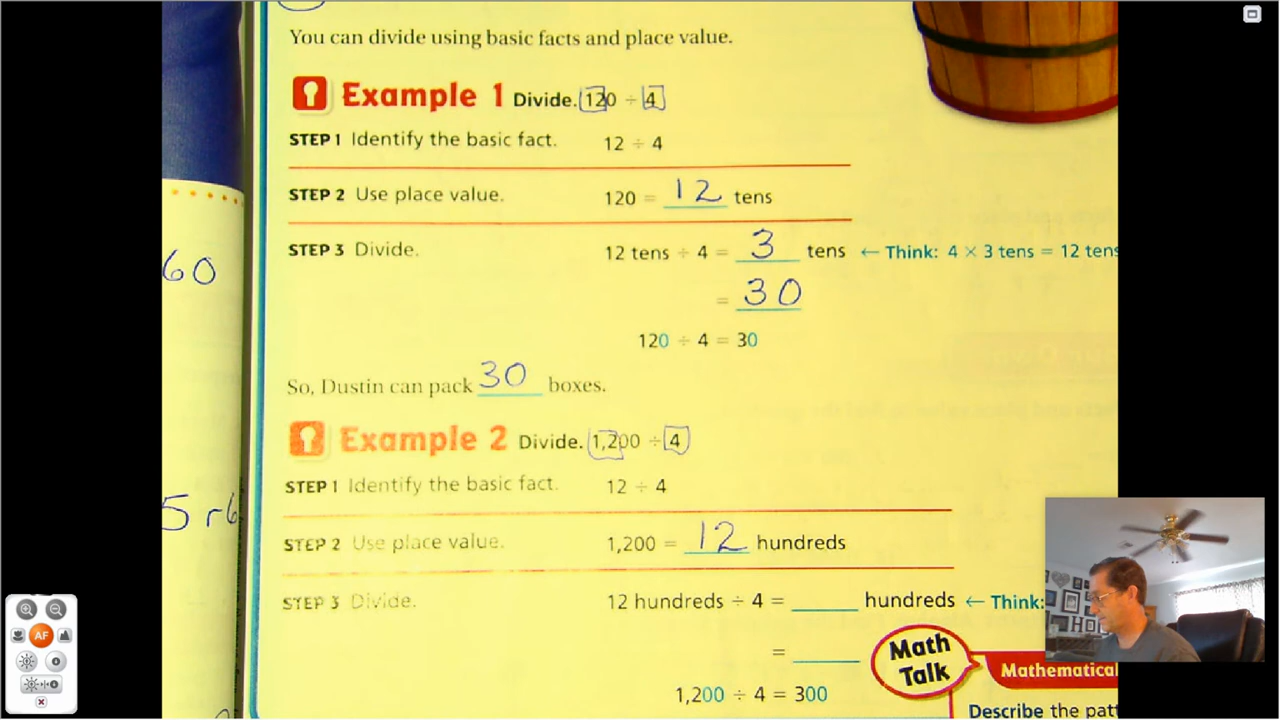 You can divide using basic facts and place value.
Example 1 Divide. 120 ÷ 4
STEP 1 Identify the basic fact. 12 ÷ 4
STEP 2 Use place value. 120 = 12 tens
STEP 3 Divide. 12 tens ÷ 4 = 3 tens ← Think: 4 × 3 tens = 12 tens
= 30
120 ÷ 4 = 30
So, Dustin can pack 30 boxes.
Example 2 Divide. 1,200 ÷ 4
STEP 1 Identify the basic fact. 12 ÷ 4
STEP 2 Use place value. 1,200 = 12 hundreds
STEP 3 Divide. 12 hundreds ÷ 4 = ____ hundreds ← Think:
= ____
1,200 ÷ 4 = 300
Math
Talk
Mathematical
Describe the
60
5 r6
AF